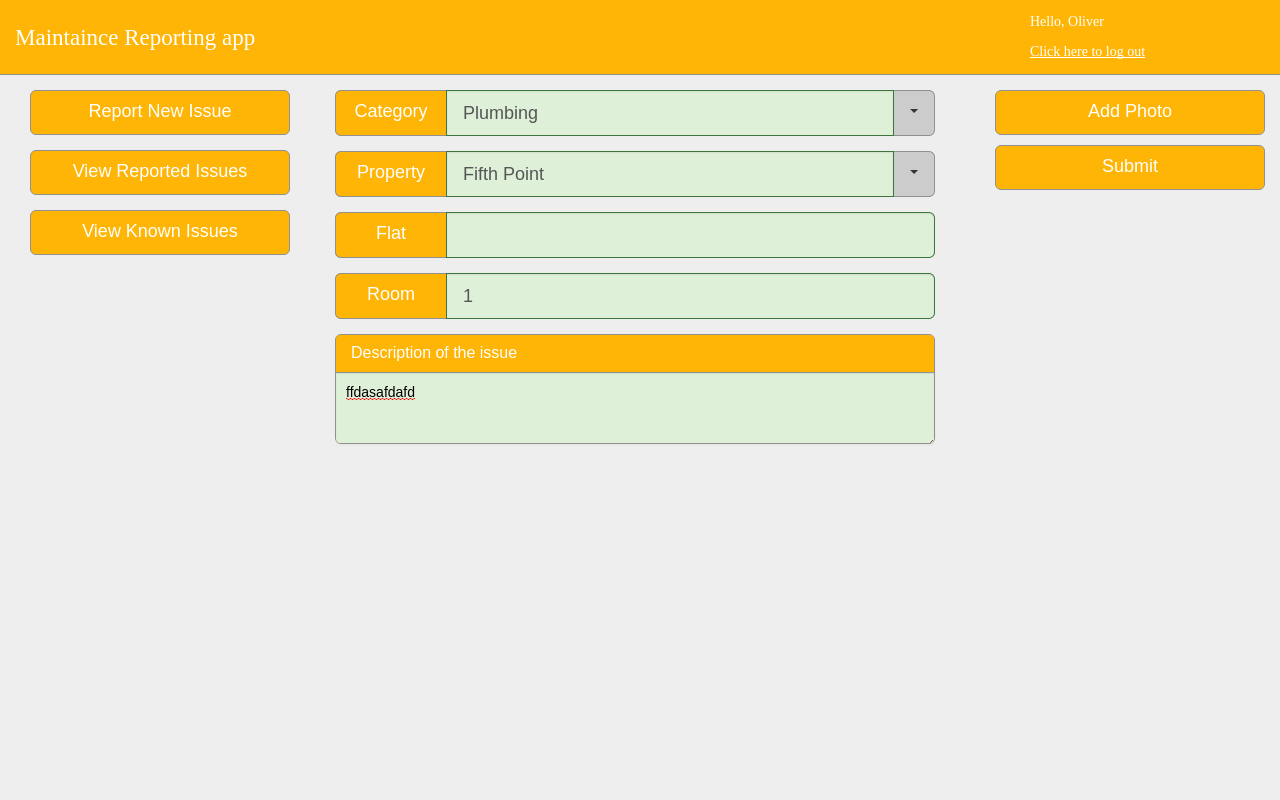 Maintaince Reporting app
Hello, Oliver
Click here to log out
Report New Issue
View Reported Issues
View Known Issues
Category Plumbing
Property Fifth Point
Flat
Room 1
Description of the issue
ffdasafdafd
Add Photo
Submit